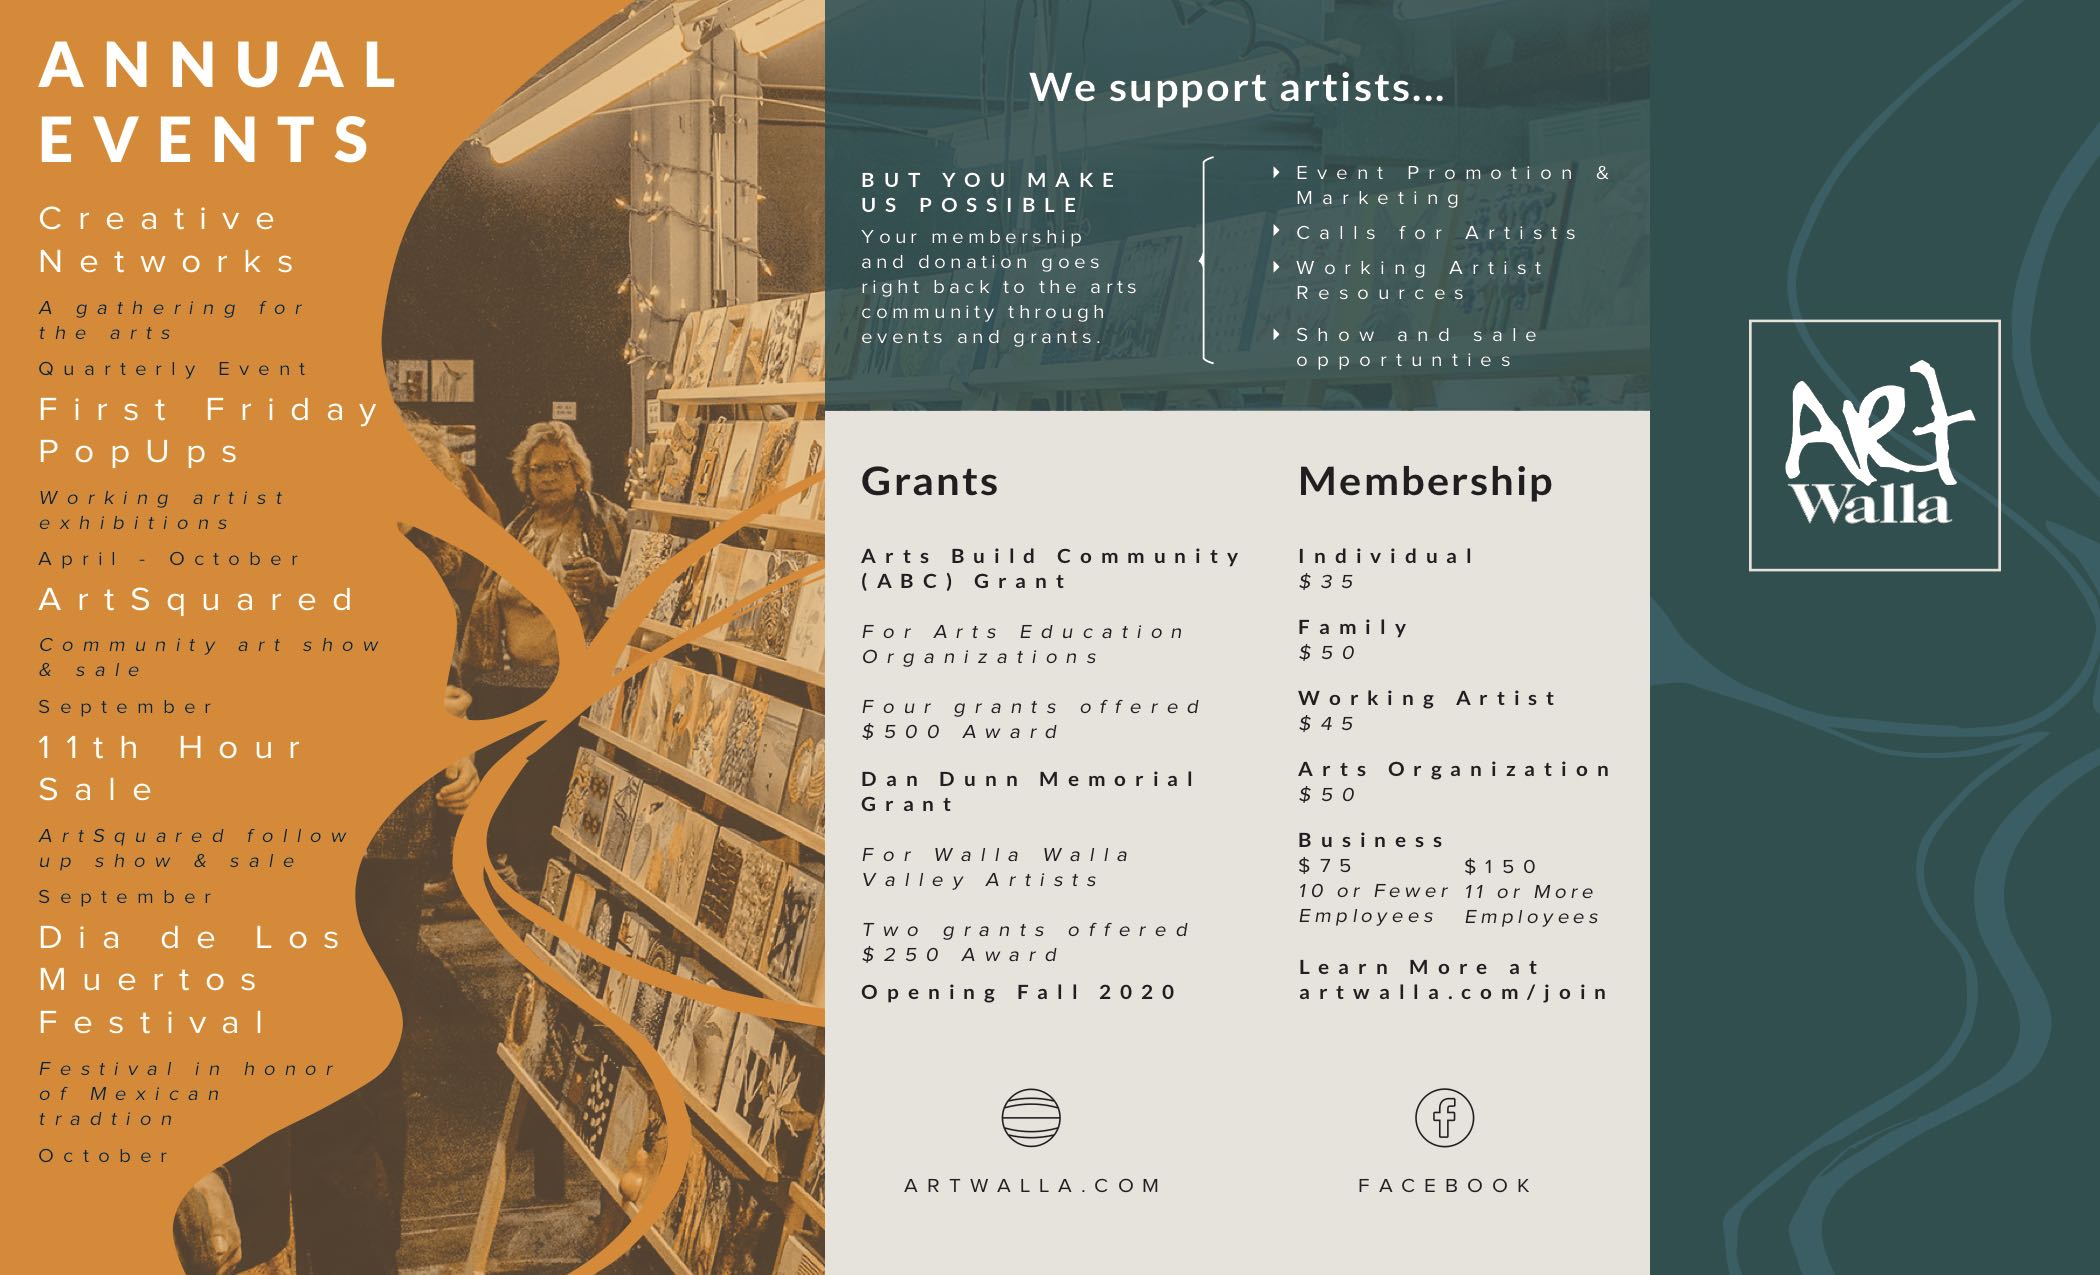 ANNUAL
EVENTS
Creative
Networks
A gathering for
the arts
Quarterly Event
First Friday
PopUps
Working artist
exhibitions
April - October
ArtSquared
Community art show
& sale
September
11th Hour
Sale
ArtSquared follow
up show & sale
September
Dia de Los
Muertos
Festival
Festival in honor
of Mexican
tradtion
October
We support artists...
BUT YOU MAKE
US POSSIBLE
Your membership
and donation goes
right back to the arts
community through
events and grants.
Event Promotion &
Marketing
Calls for Artists
Working Artist
Resources
Show and sale
opportunties
Grants
Arts Build Community
(ABC) Grant
For Arts Education
Organizations
Four grants offered
$500 Award
Dan Dunn Memorial
Grant
For Walla Walla
Valley Artists
Two grants offered
$250 Award
Opening Fall 2020
Membership
Individual
$35
Family
$50
Working Artist
$45
Arts Organization
$50
Business
$75
10 or Fewer
Employees
$150
11 or More
Employees
Learn More at
artwalla.com/join
ARTWALLA.COM
FACEBOOK
ARt
Walla